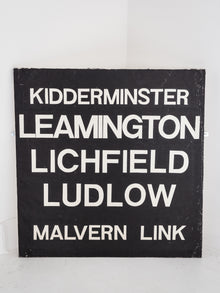 KIDDERMINSTER
LEAMINGTON
LICHFIELD
LUDLOW
MALVERN LINK